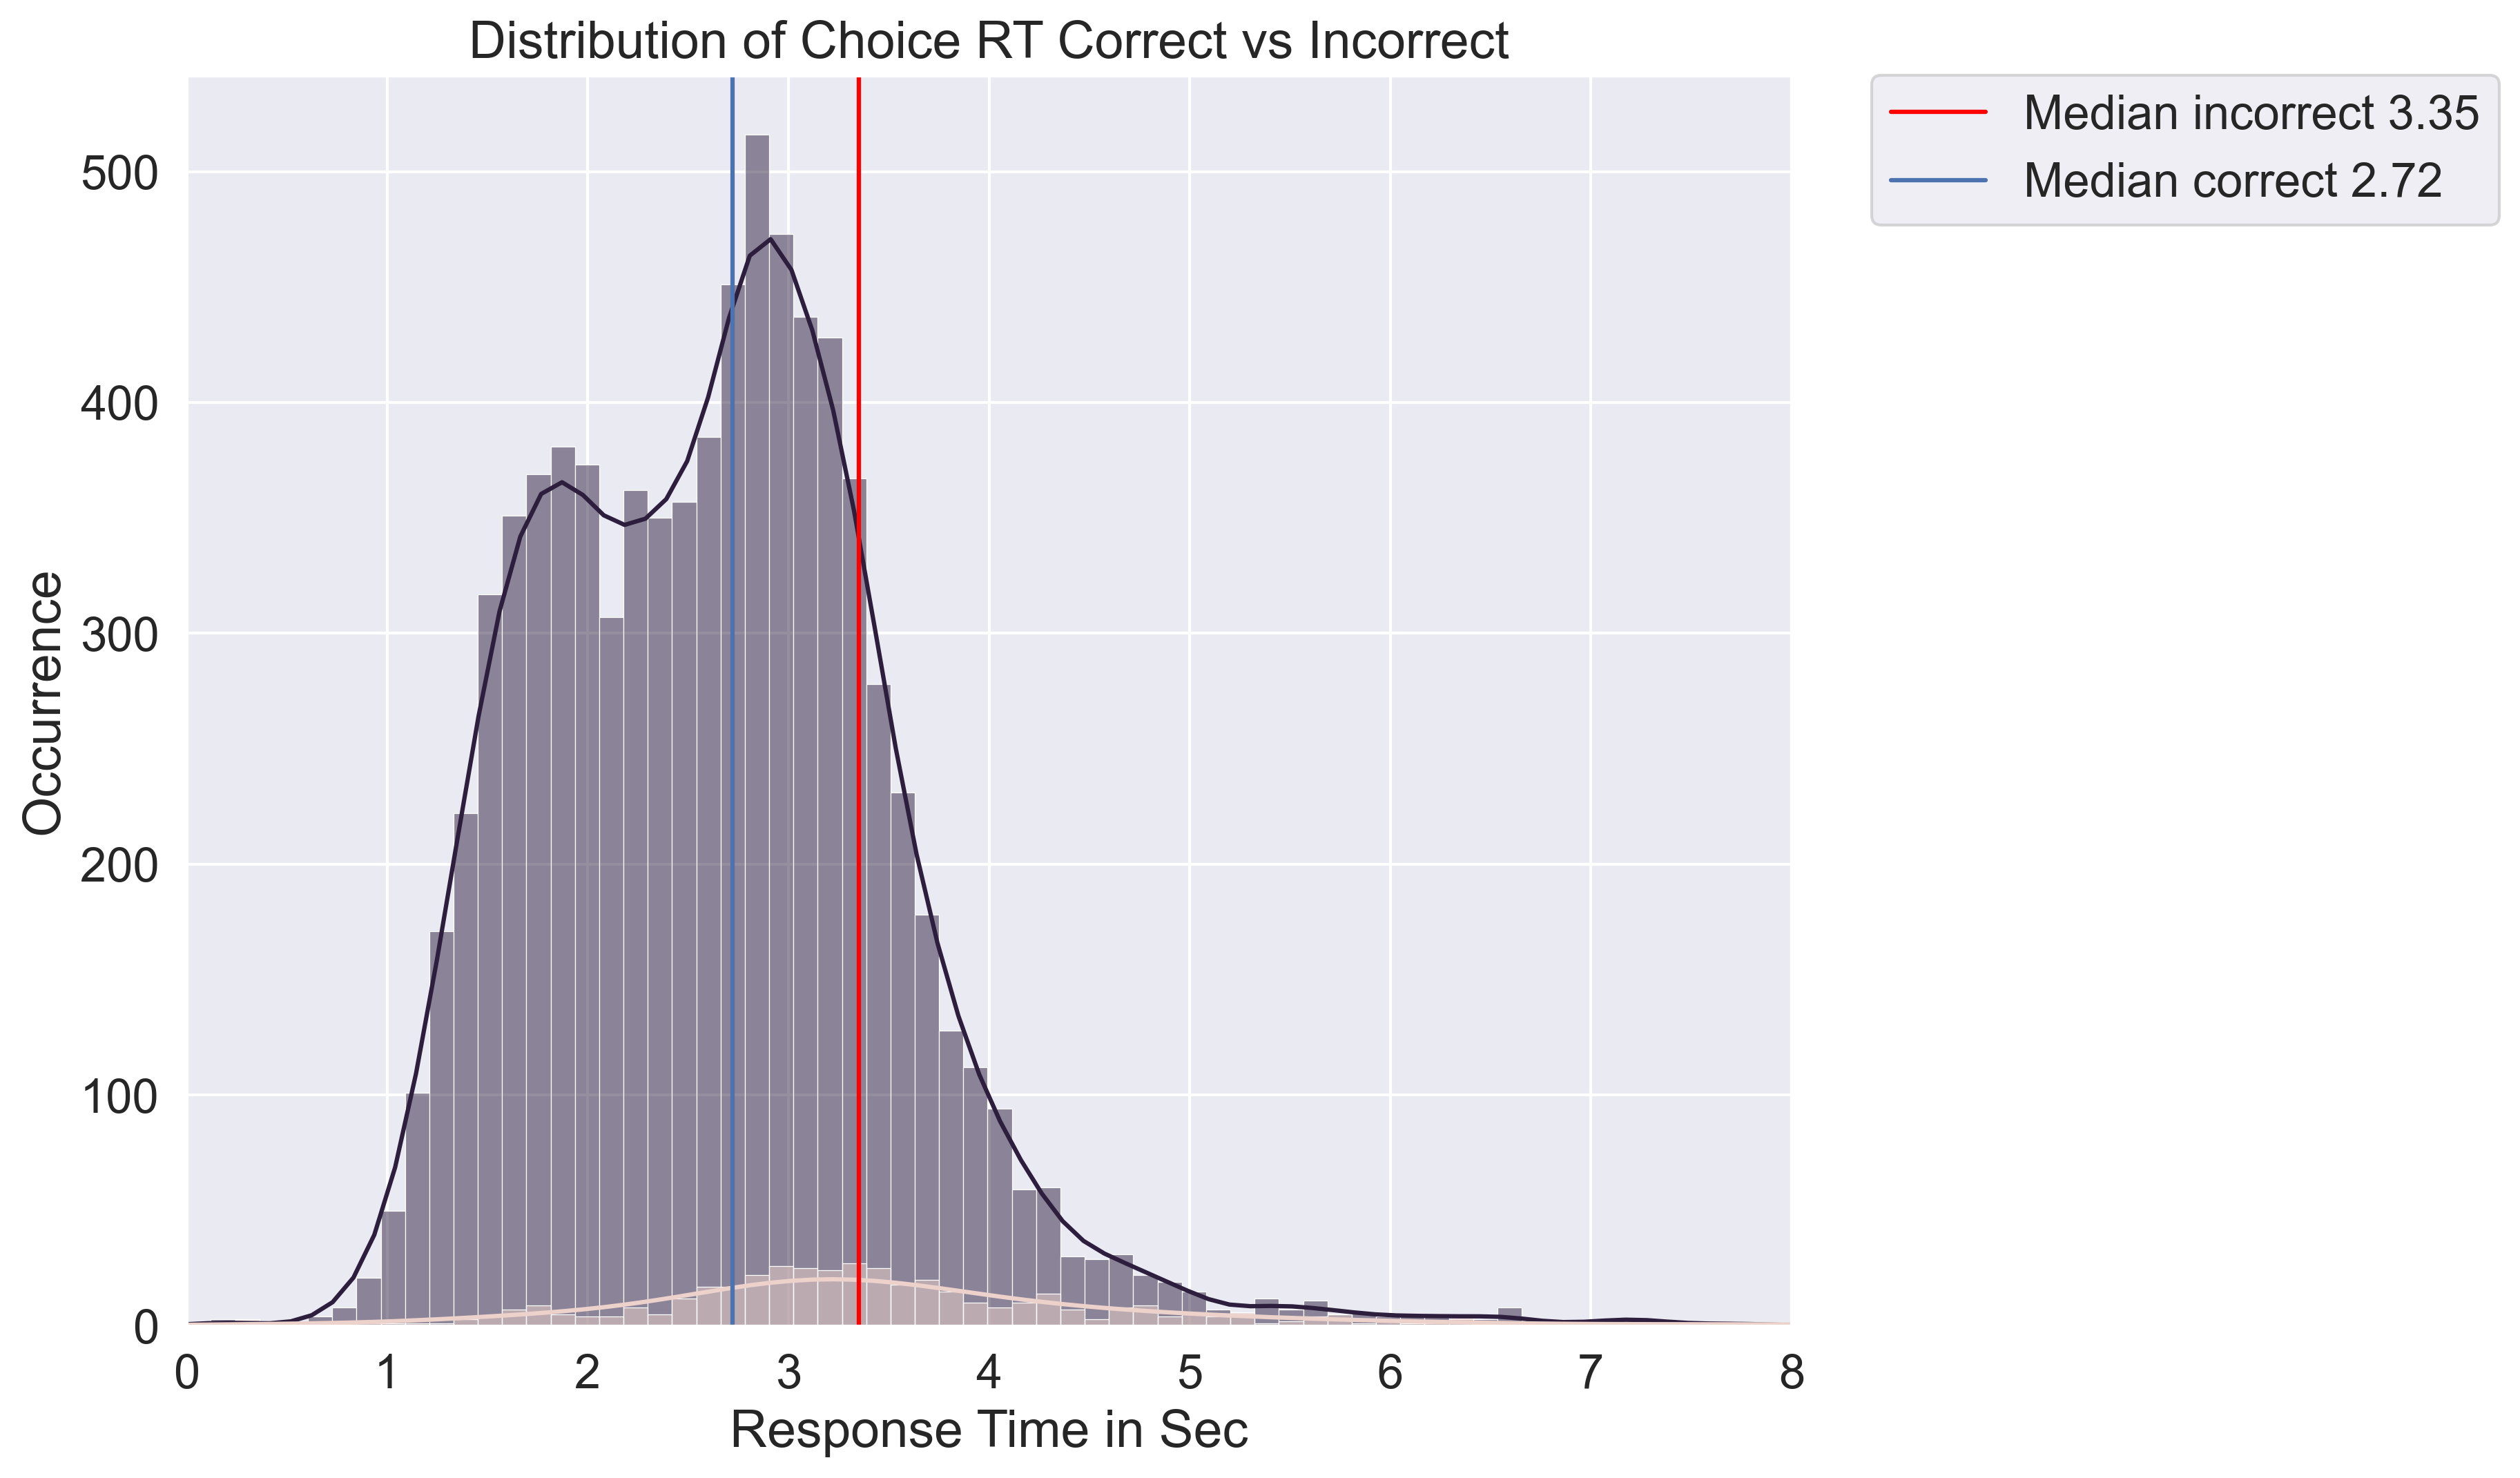 Distribution of Choice RT Correct vs Incorrect
Median incorrect 3.35
Median correct 2.72
500
400
300
200
100
0
Occurrence
0 1 2 3 4 5 6 7 8
Response Time in Sec